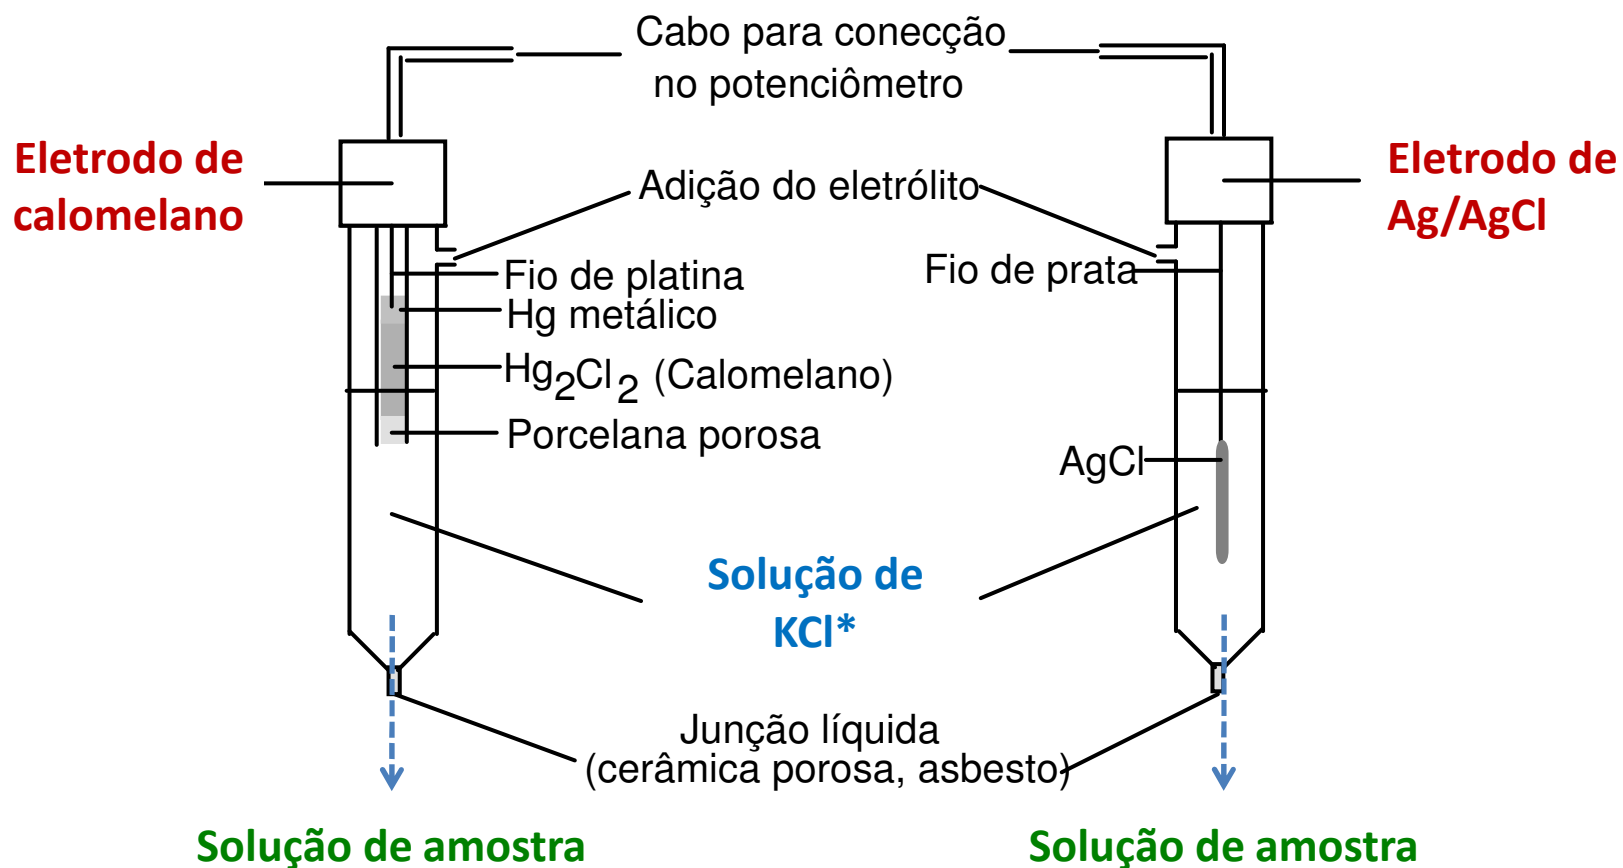 Cabo para conecção
no potenciômetro
Eletrodo de
calomelano
Eletrodo de
Ag/AgCl
Adição do eletrólito
Fio de platina
Fio de prata
Hg metálico
Hg2Cl2 (Calomelano)
Porcelana porosa
AgCl
Solução de
KCl*
Junção líquida
(cerâmica porosa, asbesto)
Solução de amostra
Solução de amostra